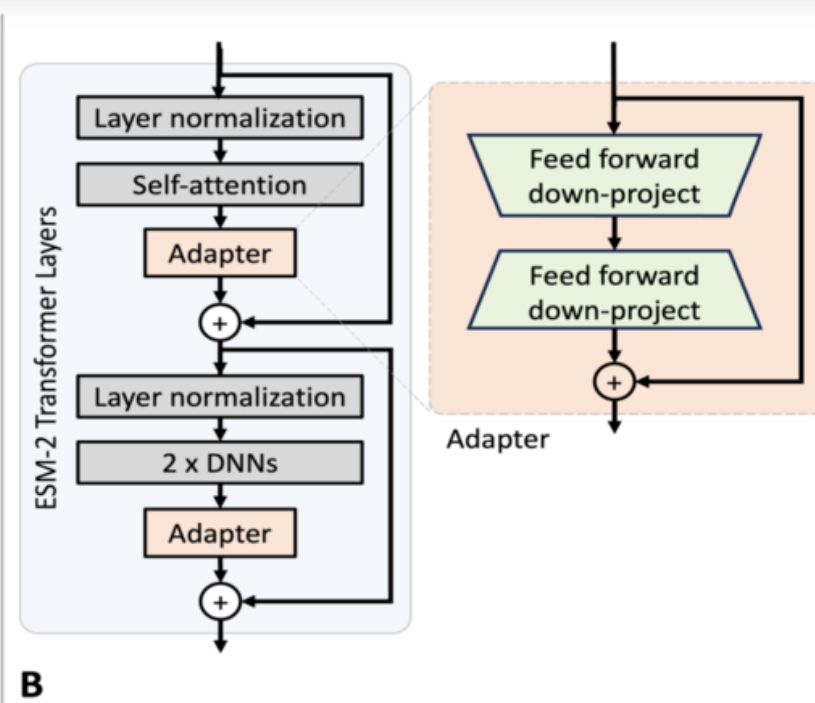 ESM-2 Transformer Layers
Layer normalization
Self-attention
Adapter
+
Layer normalization
2 x DNNs
Adapter
+
Feed forward
down-project
Feed forward
down-project
+
Adapter
B